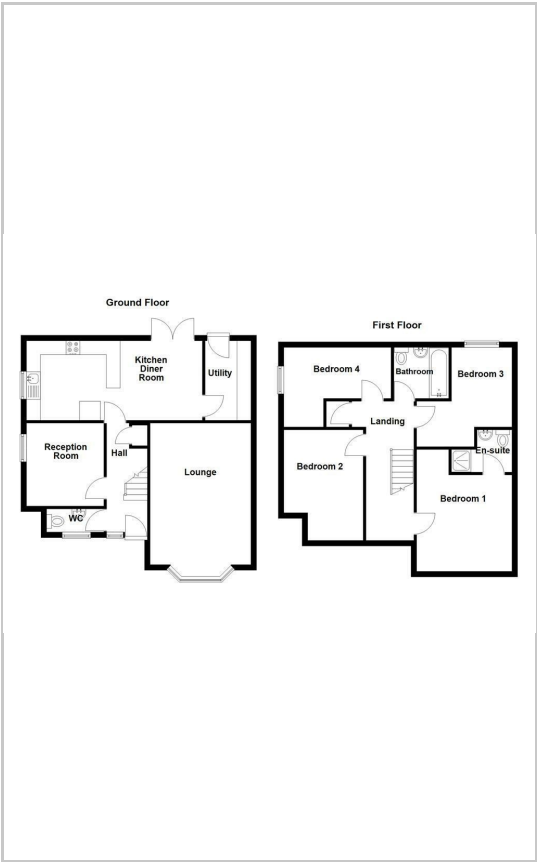 Ground Floor
Kitchen
Diner
Room
Utility
Reception
Room
Hall
Lounge
WC
First Floor
Bedroom 4
Bathroom
Bedroom 3
Landing
En-suite
Bedroom 2
Bedroom 1